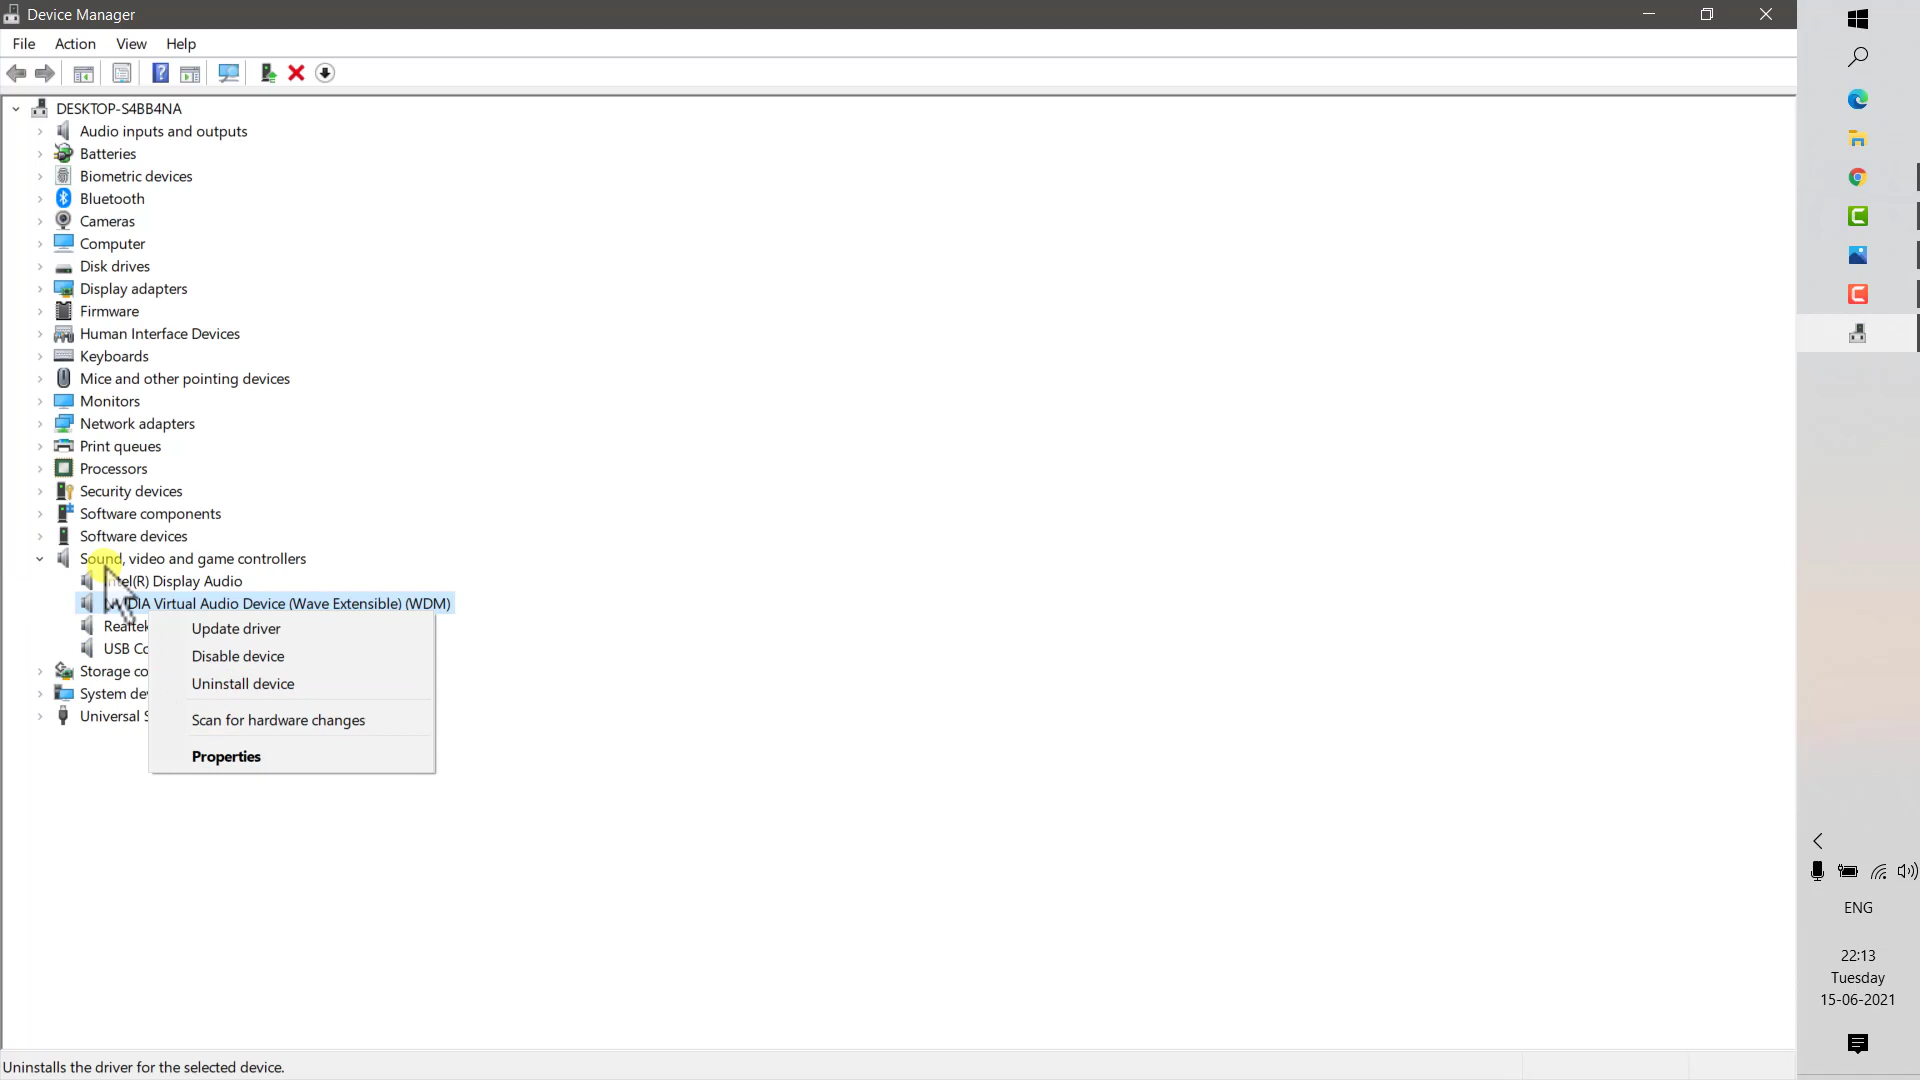 Device Manager
File Action View Help
DESKTOP-S4BB4NA
Audio inputs and outputs
Batteries
Biometric devices
Bluetooth
Cameras
Computer
Disk drives
Display adapters
Firmware
Human Interface Devices
Keyboards
Mice and other pointing devices
Monitors
Network adapters
Print queues
Processors
Security devices
Software components
Software devices
Sound, video and game controllers
Display Audio
Virtual Audio Device (Wave Extensible) (WDM)
Update driver
USB
Disable device
Storage
Uninstall device
System
Universal
Scan for hardware changes
Properties
ENG
22:13
Tuesday
15-06-2021
Uninstalls the driver for the selected device.